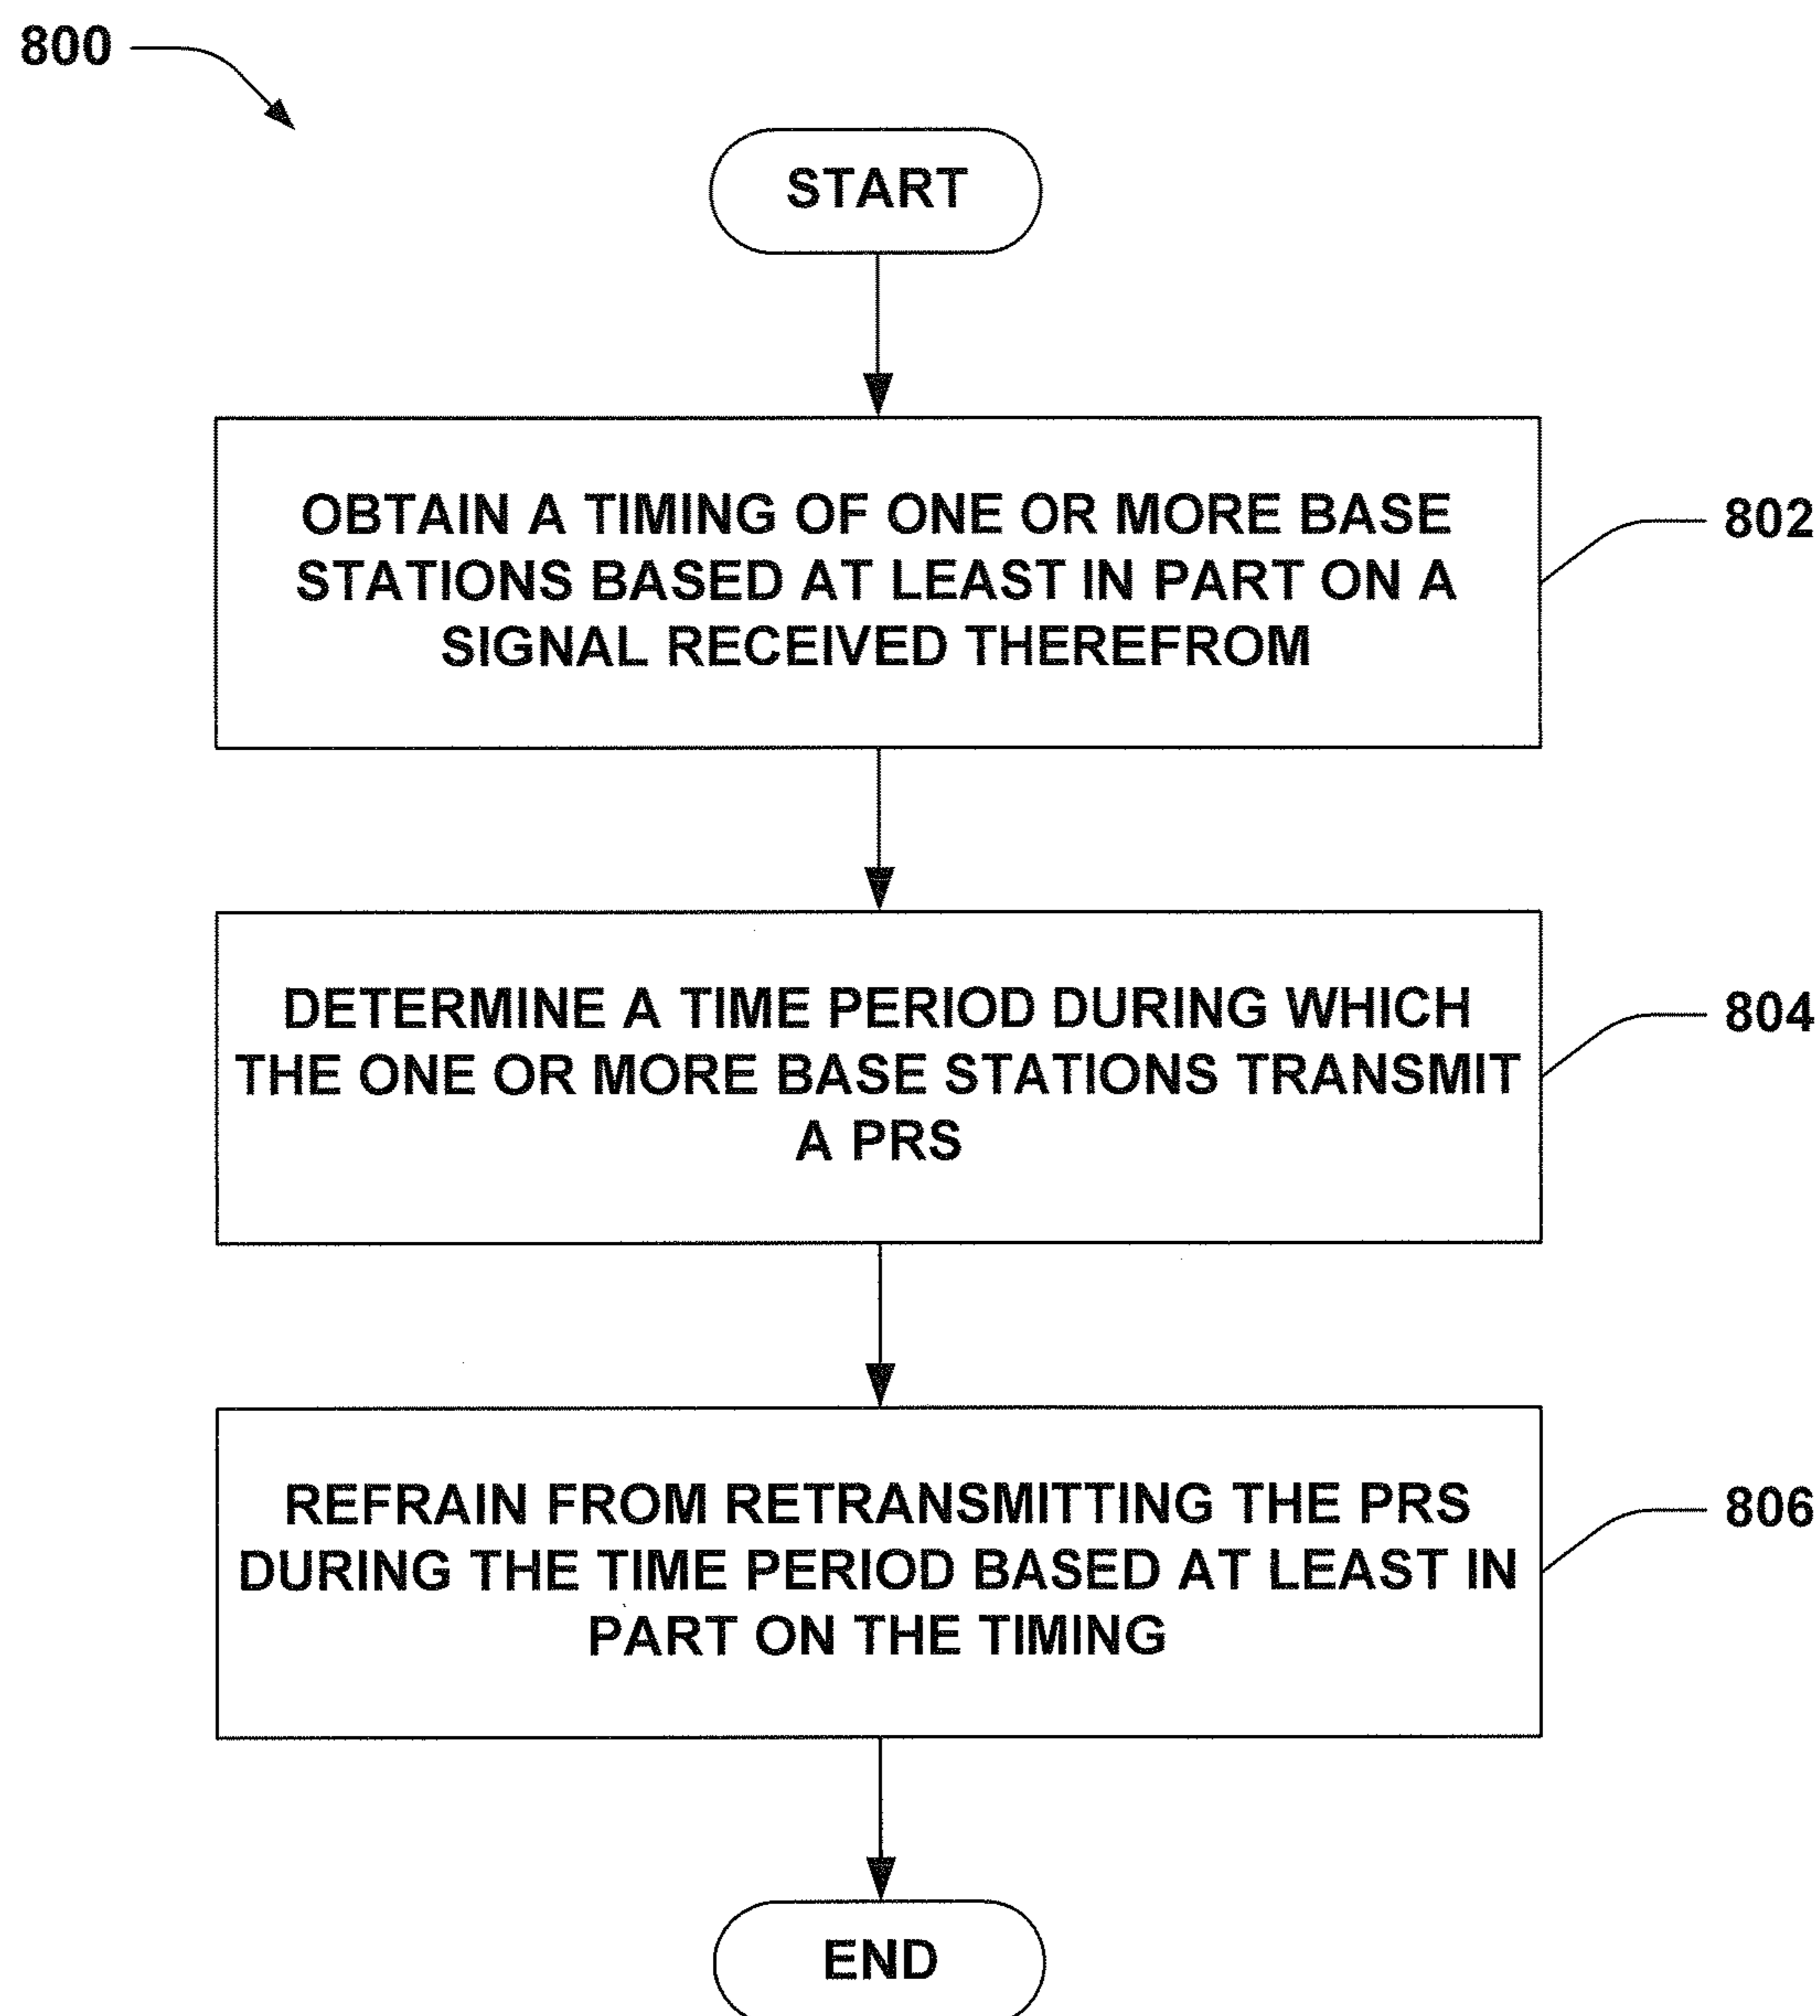 800
START
OBTAIN A TIMING OF ONE OR MORE BASE
STATIONS BASED AT LEAST IN PART ON A
SIGNAL RECEIVED THEREFROM
802
DETERMINE A TIME PERIOD DURING WHICH
THE ONE OR MORE BASE STATIONS TRANSMIT
A PRS
804
REFRAIN FROM RETRANSMITTING THE PRS
DURING THE TIME PERIOD BASED AT LEAST IN
PART ON THE TIMING
806
END